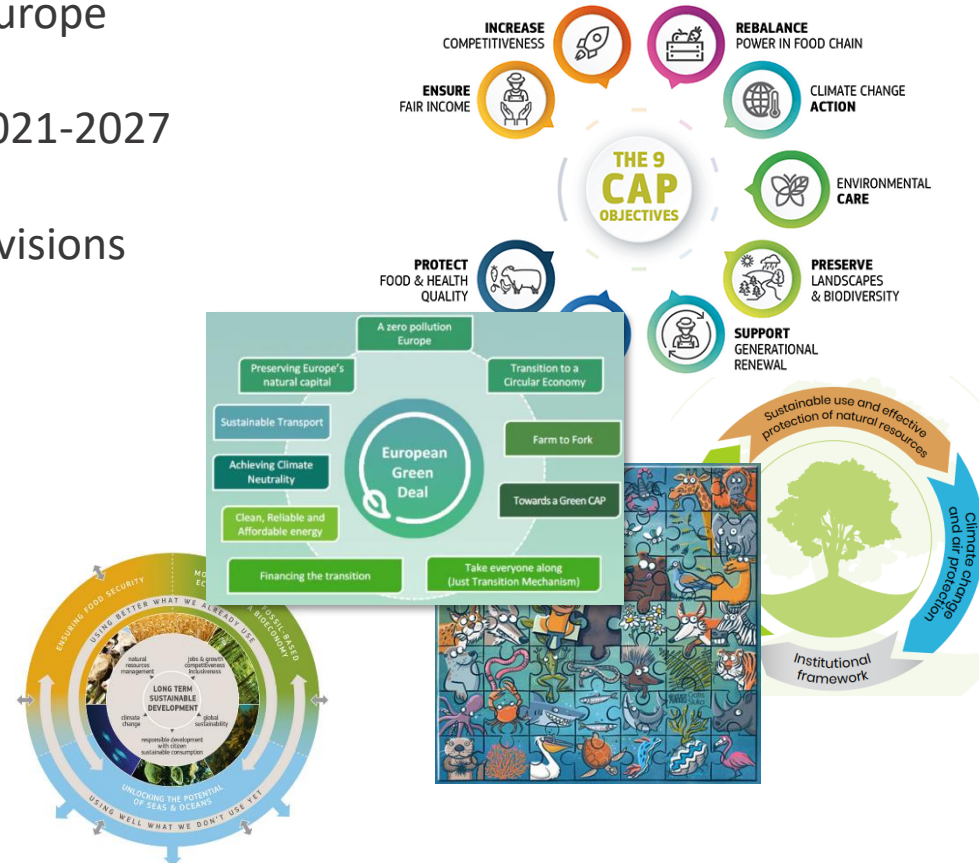 urope
021-2027
visions
INCREASE
COMPETITIVENESS
REBALANCE
POWER IN FOOD CHAIN
ENSURE
FAIR INCOME
CLIMATE CHANGE
ACTION
THE 9
CAP
OBJECTIVES
ENVIRONMENTAL
CARE
PROTECT
FOOD & HEALTH
QUALITY
PRESERVE
LANDSCAPES
& BIODIVERSITY
SUPPORT
GENERATIONAL
RENEWAL
A zero pollution
Europe
Preserving Europe's
natural capital
Transition to a
Circular Economy
Sustainable Transport
Farm to Fork
European
Green
Deal
Achieving Climate
Neutrality
Towards a Green CAP
Clean, Reliable and
Affordable energy
Financing the transition
Take everyone along
(Just Transition Mechanism)
Sustainable use and effective
protection of natural resources
Climate change
and air protection
Institutional
framework
ENSURING FOOD SECURITY
MO
EC
FOSSIL-BASED
BIOECONOMY
USING BETTER WHAT WE ALREADY USE
natural
resources
management
jobs & growth
competitiveness
inclusiveness
LONG TERM
SUSTAINABLE
DEVELOPMENT
climate
change
global
sustainability
responsible development
with citizen
sustainable consumption
UNLOCKING THE POTENTIAL
OF SEAS & OCEANS
USING WELL WHAT WE DON'T USE YET